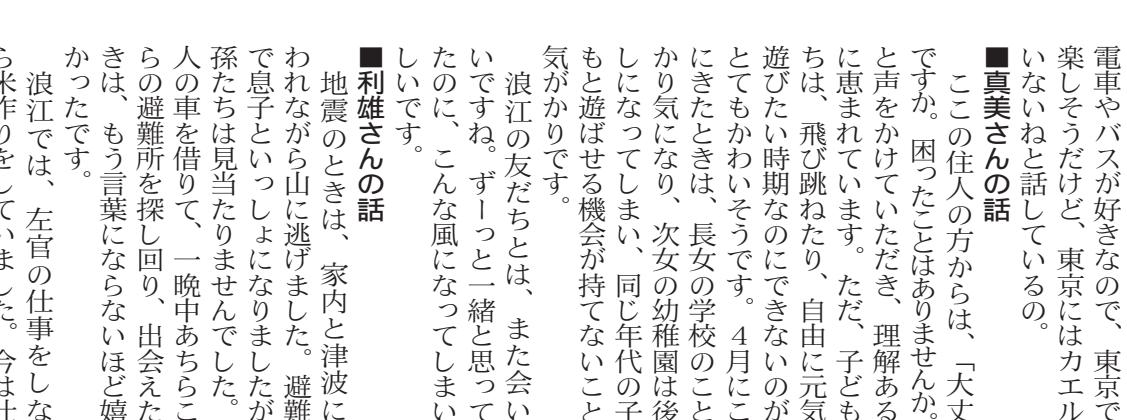 電車やバスが好きなので、東京で
楽しそうだけど、東京にはカエル
いないねと話しているの。
■真美さんの話
ここの住人の方からは、「大丈
ですか。困ったことはありませんか。
と声をかけていただき、理解ある
に恵まれています。ただ、子ども
ちは、飛び跳ねたり、自由に元気
遊びたい時期なのにできないのが
とてもかわいそうです。４月にこ
にきたときは、長女の学校のこと
かり気になり、次女の幼稚園は後
しになってしまい、同じ年代の子
もと遊ばせる機会が持てないこと
気がかりです。
浪江の友だちとは、また会い
いですね。ずーっと一緒と思って
たのに、こんな風になってしまい
しいです。
■利雄さんの話
地震のときは、家内と津波に
われながら山に逃げました。避難
で息子といっしょになりましたが
孫たちは見当たりませんでした。
人の車を借りて、一晩中あちらこ
らの避難所を探し回り、出会えた
きは、もう言葉にならないほど嬉
かったです。
浪江では、左官の仕事をしな
ら米作りをしていました。今は仕